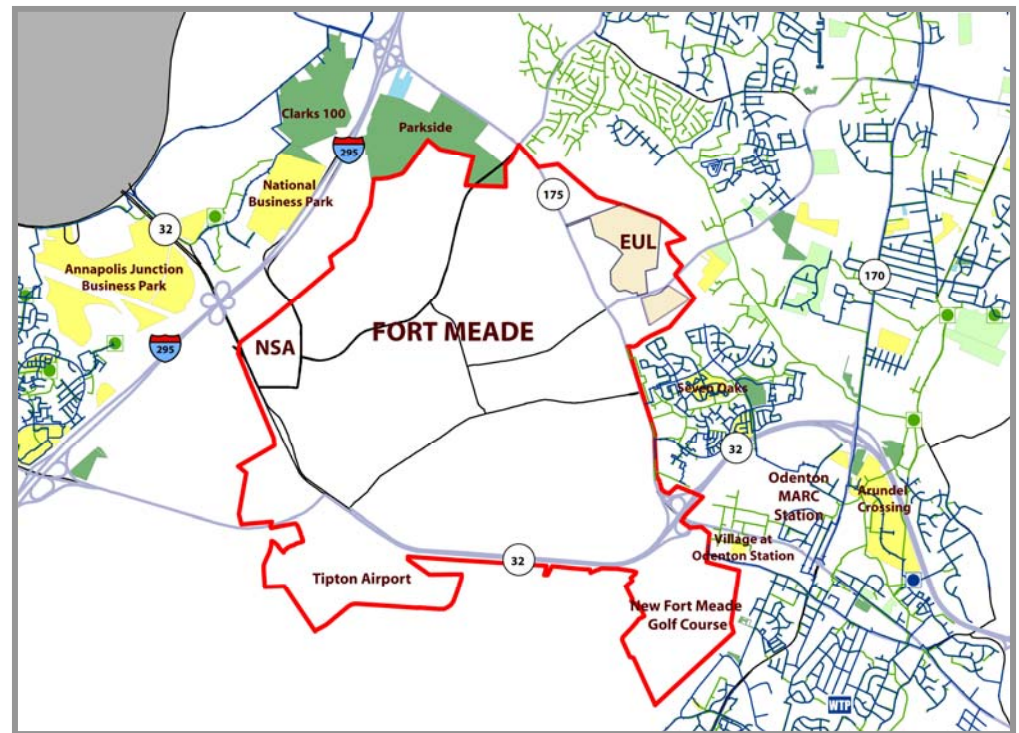 Clarks 100
Parkside
295
National
Business Park
175
32
EUL
Annapolis Junction
Business Park
170
FORT MEADE
NSA
295
Seven Oaks
32
Odenton
MARC
Station
Arundel
Crossing
Village at
Odenton Station
32
Tipton Airport
New Fort Meade
Golf Course
WTP